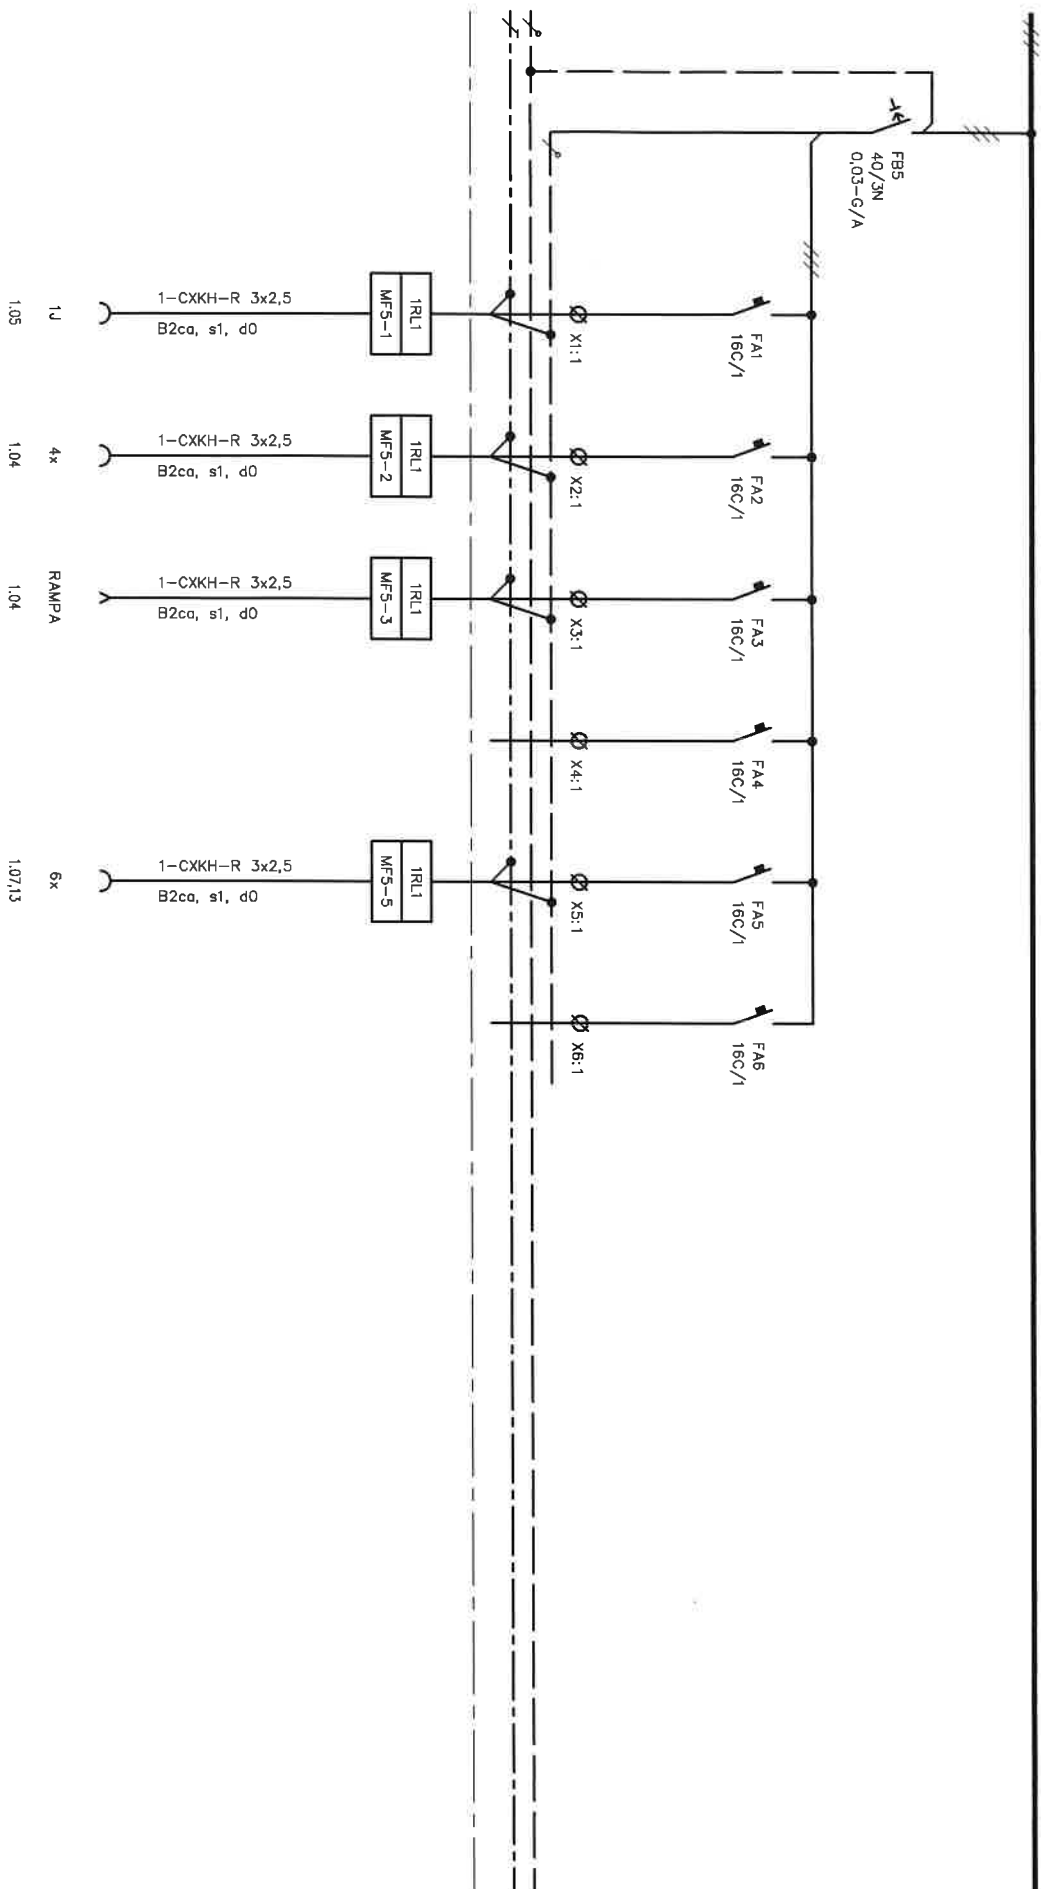 FB5
40/3N
0,03-G/A
FA1
16C/1
FA2
16C/1
FA3
16C/1
FA4
16C/1
FA5
16C/1
FA6
16C/1
X1:1
X2:1
X3:1
X4:1
X5:1
X6:1
1RL1
MF5-1
1RL1
MF5-2
1RL1
MF5-3
1RL1
MF5-5
1-CXKH-R 3x2,5
B2ca, s1, d0
1-CXKH-R 3x2,5
B2ca, s1, d0
1-CXKH-R 3x2,5
B2ca, s1, d0
1-CXKH-R 3x2,5
B2ca, s1, d0
1J
1.05
4x
1.04
RAMPA
1.04
6x
1.07,13